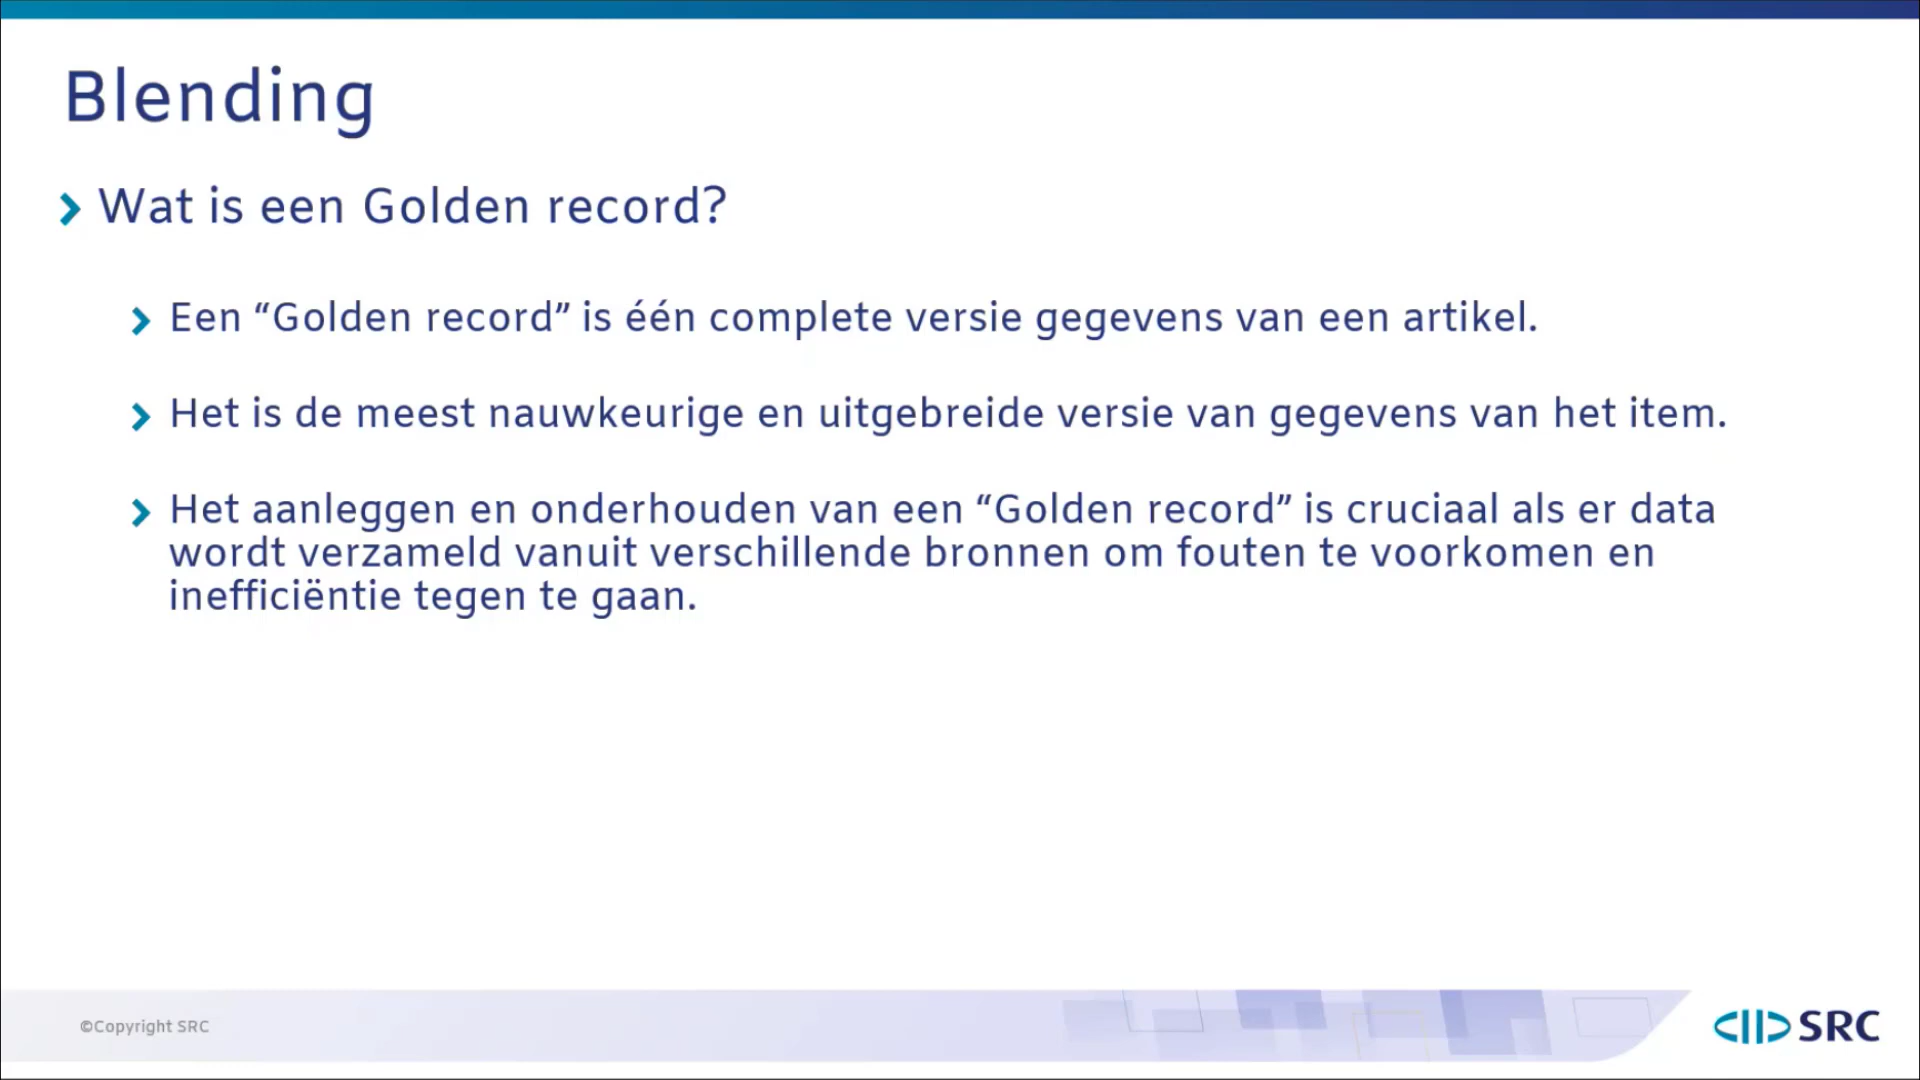 Blending
Wat is een Golden record?
Een “Golden record” is één complete versie gegevens van een artikel.
Het is de meest nauwkeurige en uitgebreide versie van gegevens van het item.
Het aanleggen en onderhouden van een “Golden record” is cruciaal als er data
wordt verzameld vanuit verschillende bronnen om fouten te voorkomen en
inefficiëntie tegen te gaan.
©Copyright SRC
SRC